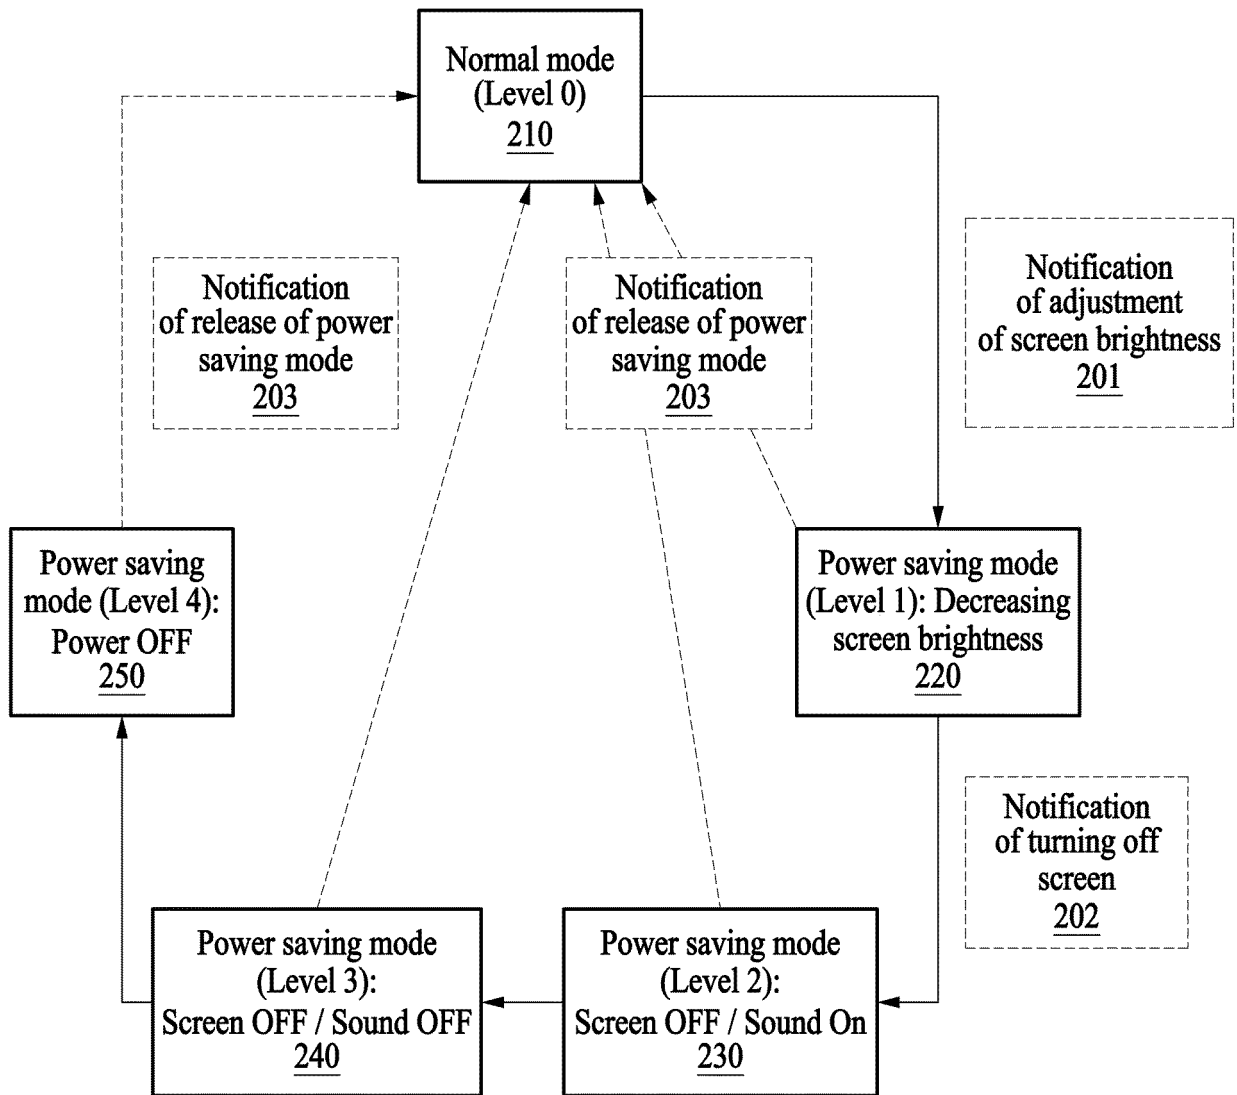 Normal mode
(Level 0)
210
Notification
of release of power
saving mode
203
Notification
of release of power
saving mode
203
Notification
of adjustment
of screen brightness
201
Power saving
mode (Level 4):
Power OFF
250
Power saving mode
(Level 1): Decreasing
screen brightness
220
Notification
of turning off
screen
202
Power saving mode
(Level 3):
Screen OFF / Sound OFF
240
Power saving mode
(Level 2):
Screen OFF / Sound On
230